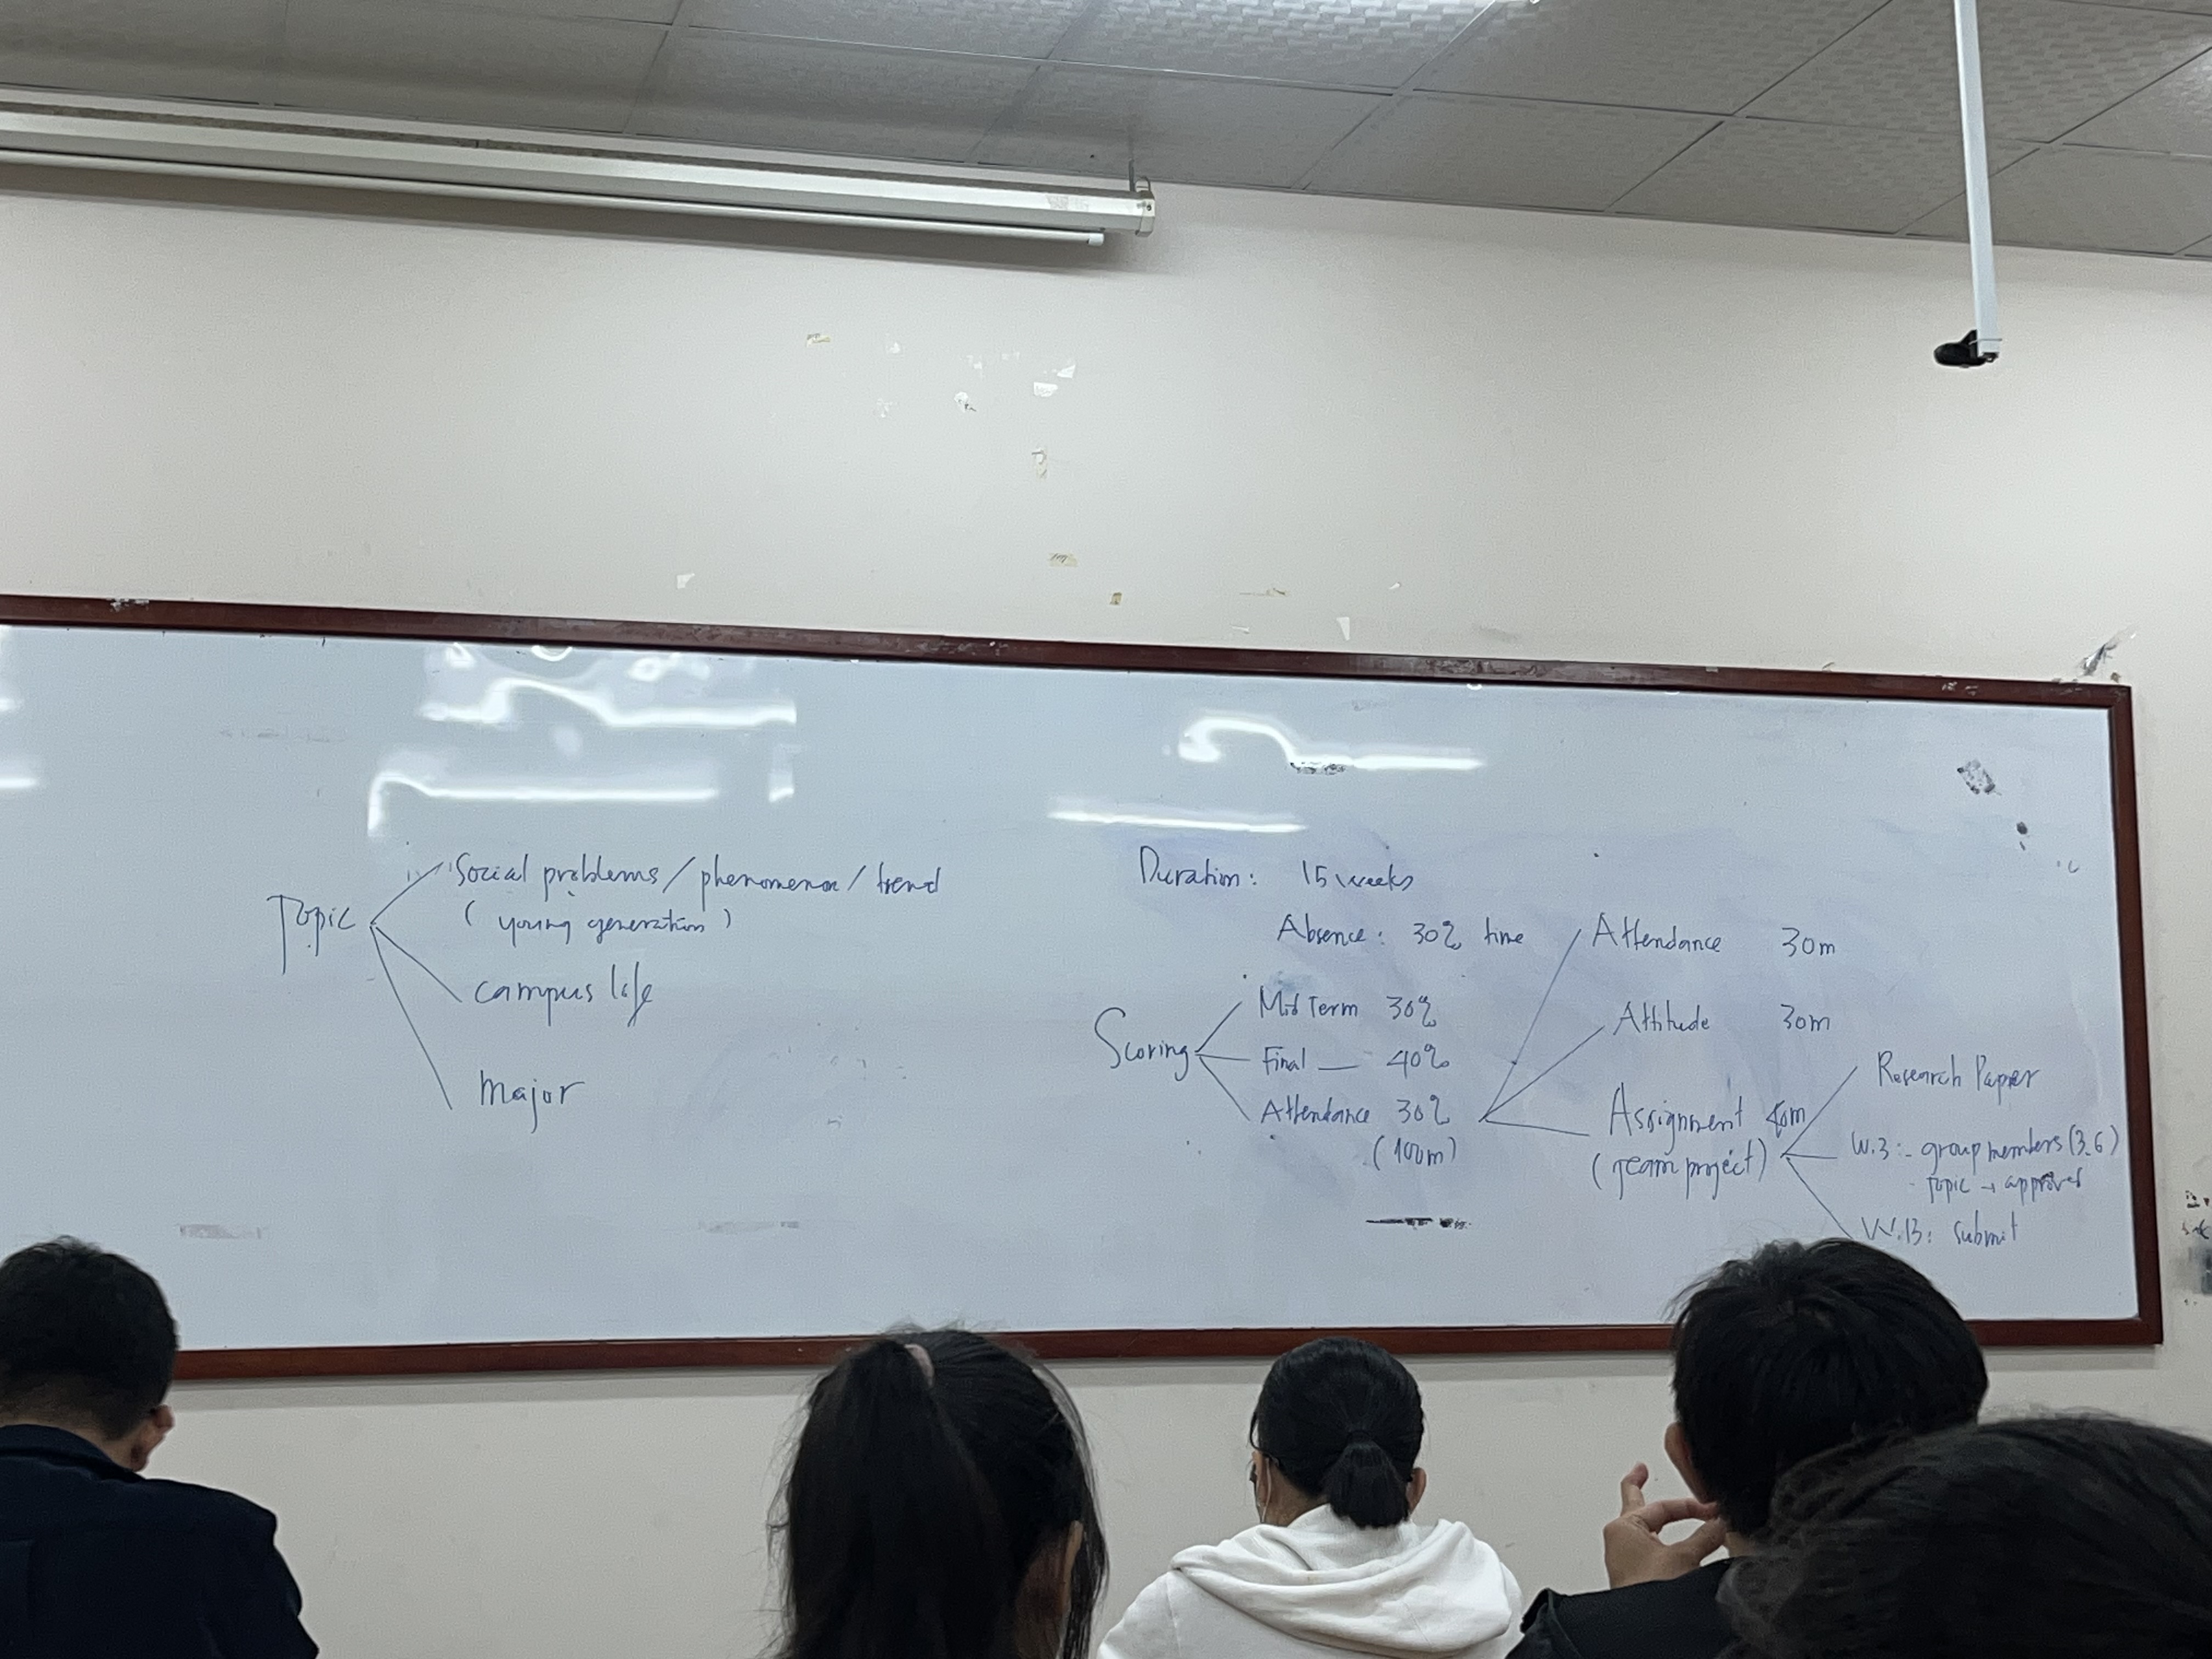 Topic
Social problems / phenomenon / trend
( young generation )
campus life
Major
Duration: 15 weeks
Absence: 30% time
Scoring
Mid Term 30%
Final — 40%
Attendance 30%
(100m)
Attendance 30m
Attitude 30m
Assignment 40m
(Team project)
Research Paper
W.3: - group members (3-6)
- Topic → approved
W.13: submit